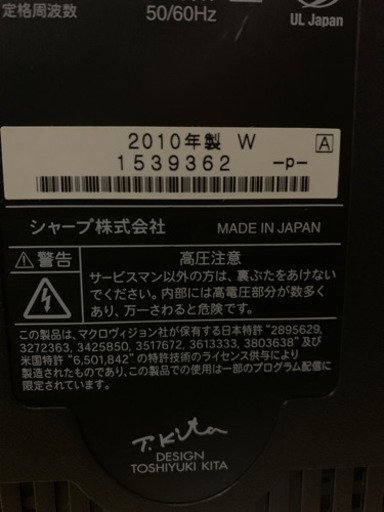 定格周波数 50/60Hz
UL Japan
2010年製 W A
1539362 -p-
シャープ株式会社 MADE IN JAPAN
⚠警告 高圧注意
サービスマン以外の方は、裏ぶたをあけない
でください。内部には高電圧部分が数多く
あり、万一さわると危険です。
この製品は、マクロヴィジョン社が保有する日本特許 "2895629,
3272363, 3425850, 3517672, 3613333, 3803638" 及び
米国特許 "6,501,842" の特許技術のライセンス供与により
製造されたものであり、この製品での使用は一部のプログラム配信に
限定されています。
T.Kita
DESIGN
TOSHIYUKI KITA